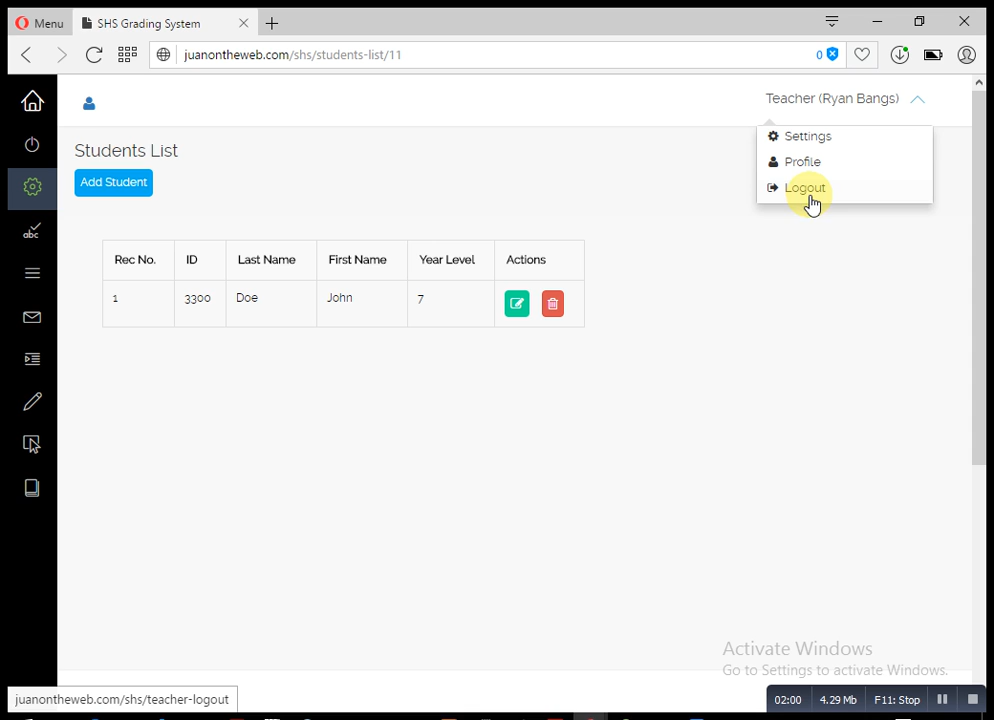 Menu
SHS Grading System
juanontheweb.com/shs/students-list/11
0
Teacher (Ryan Bangs)
Settings
Profile
Logout
Students List
Add Student
abc
Rec No. ID Last Name First Name Year Level Actions
1 3300 Doe John 7
Activate Windows
Go to Settings to activate Windows.
juanontheweb.com/shs/teacher-logout
02:00 4.29 Mb F11: Stop